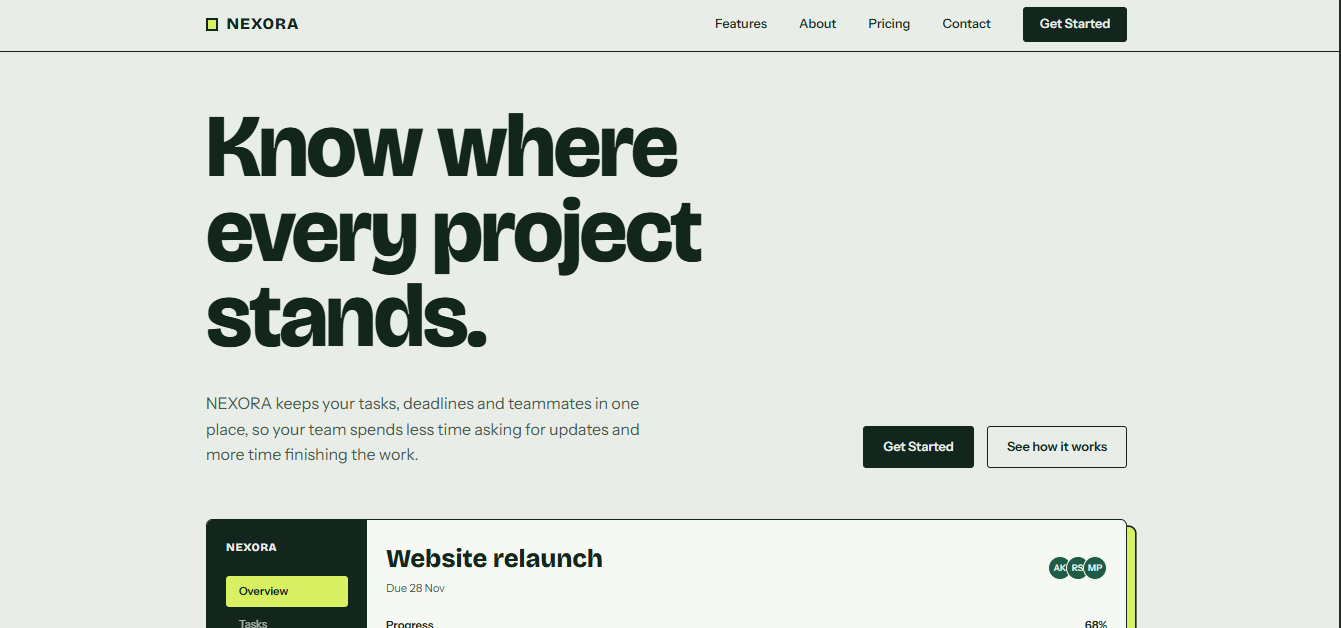 NEXORA
Features About Pricing Contact Get Started
Know where
every project
stands.
NEXORA keeps your tasks, deadlines and teammates in one
place, so your team spends less time asking for updates and
more time finishing the work.
Get Started See how it works
NEXORA
Overview
Tasks
Website relaunch
Due 28 Nov
AK RS MP
Progress 68%